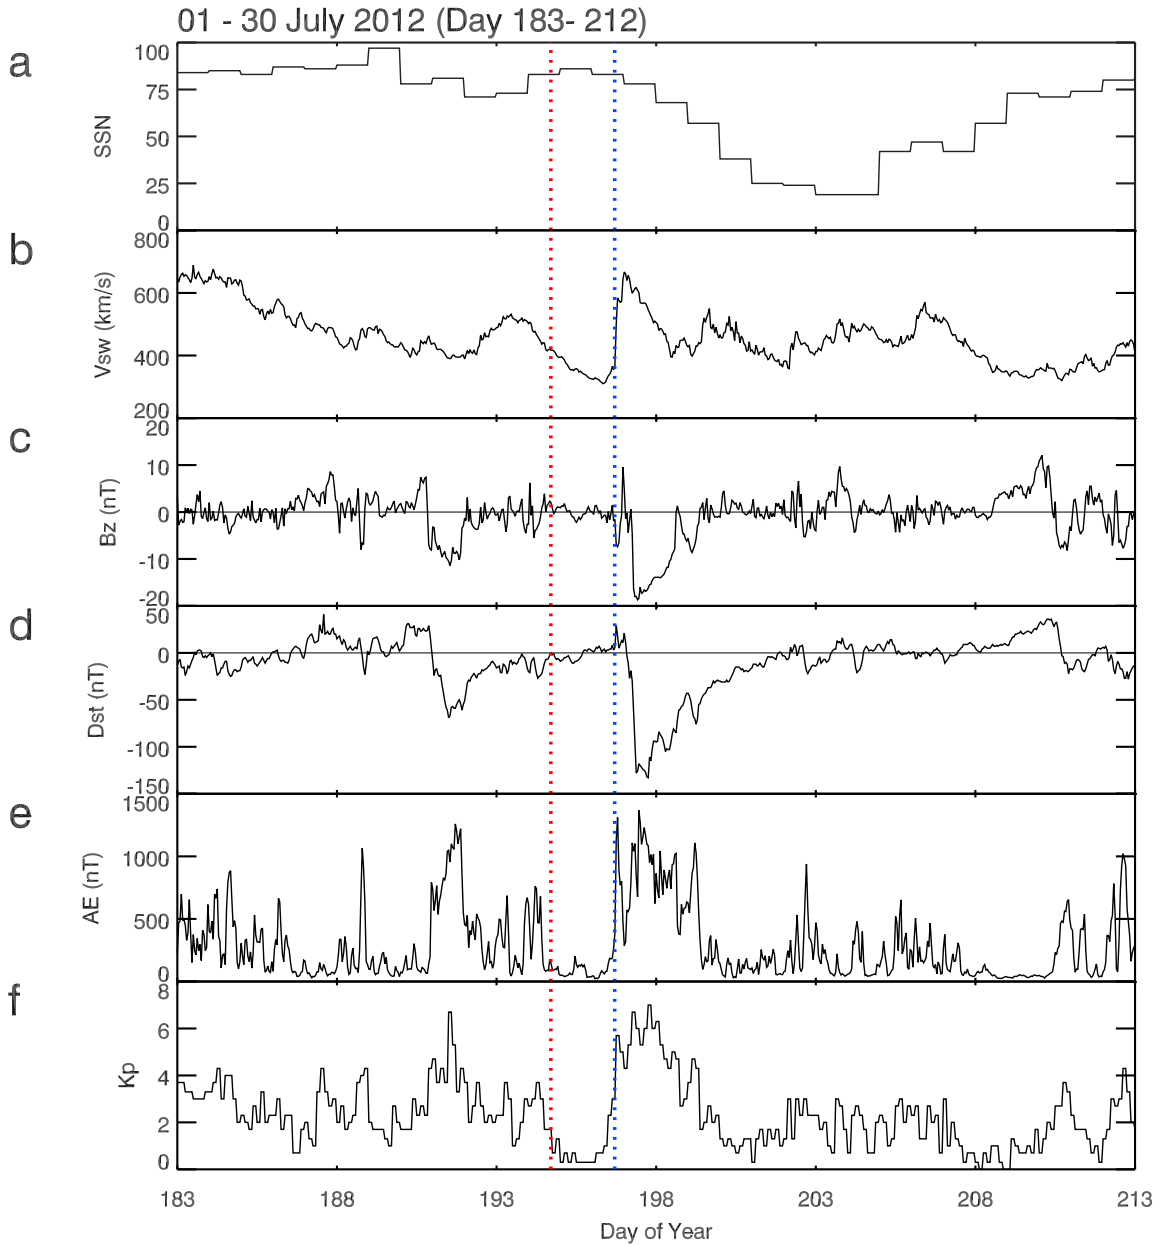 01 - 30 July 2012 (Day 183- 212)
a
100
75
50
25
0
SSN
b
800
600
400
200
Vsw (km/s)
c
20
10
0
-10
-20
Bz (nT)
d
50
0
-50
-100
-150
Dst (nT)
e
1500
1000
500
0
AE (nT)
f
8
6
4
2
0
Kp
183 188 193 198 203 208 213
Day of Year